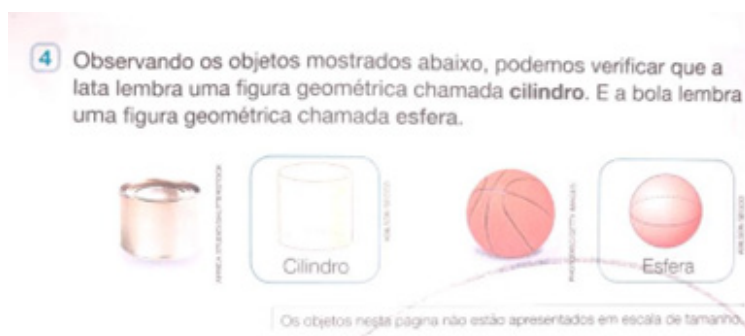 4 Observando os objetos mostrados abaixo, podemos verificar que a
lata lembra uma figura geométrica chamada cilindro. E a bola lembra
uma figura geométrica chamada esfera.
Cilindro
Esfera
Os objetos nesta página não estão apresentados em escala de tamanho.